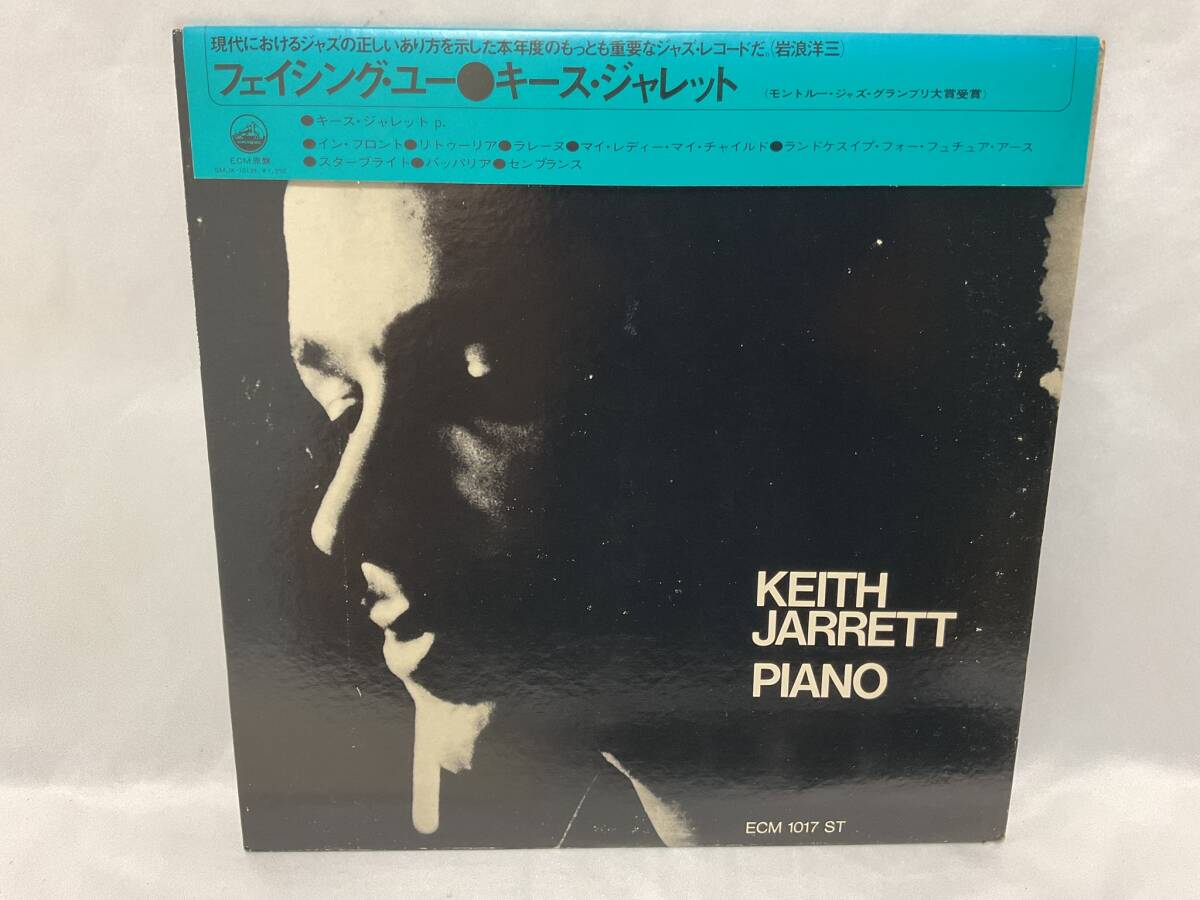 現代におけるジャズの正しいあり方を示した本年度のもっとも重要なジャズ・レコードだ。(岩浪洋三)
フェイシング・ユー●キース・ジャレット
(モントルー・ジャズ・グランプリ大賞受賞)
●キース・ジャレット p.
●イン・フロント●リトゥーリア●ラレーヌ●マイ・レディー・マイ・チャイルド●ランドケスイプ・フォー・フュチュア・アース
●スターブライト●バッパリア●センブランス
ECM原盤
KEITH
JARRETT
PIANO
ECM 1017 ST